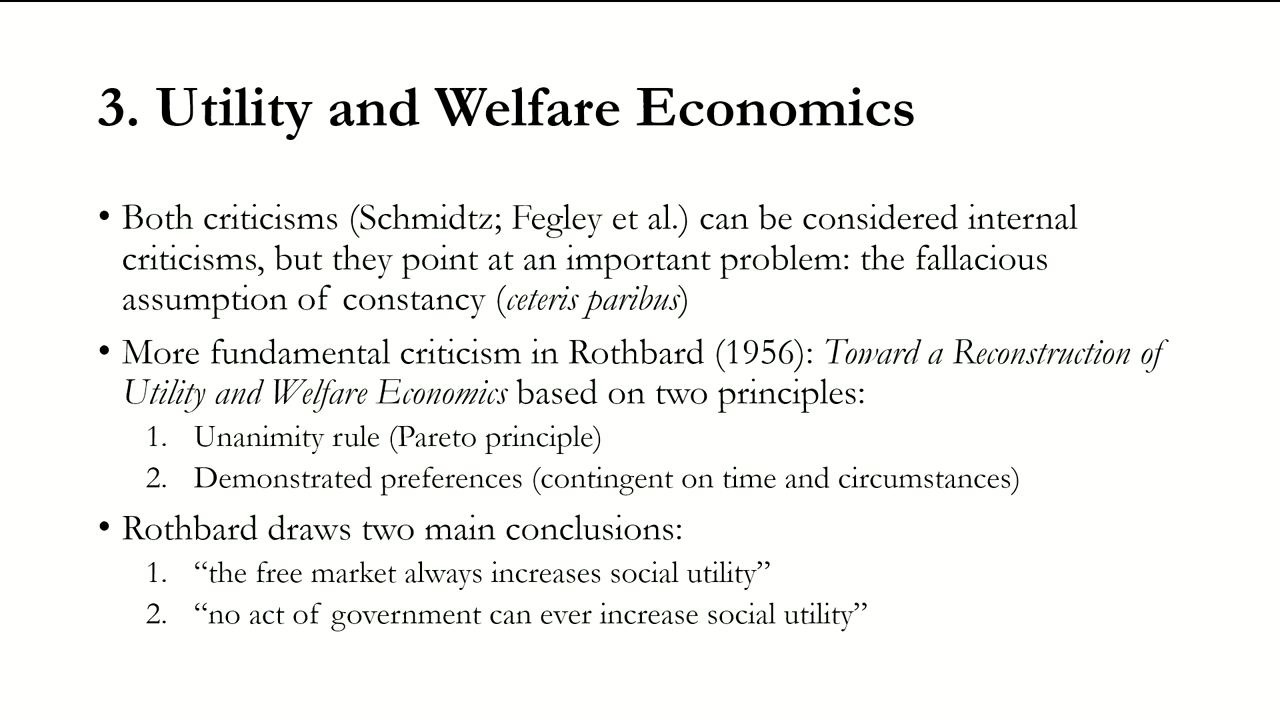 3. Utility and Welfare Economics
• Both criticisms (Schmidtz; Fegley et al.) can be considered internal
criticisms, but they point at an important problem: the fallacious
assumption of constancy (ceteris paribus)
• More fundamental criticism in Rothbard (1956): Toward a Reconstruction of
Utility and Welfare Economics based on two principles:
1. Unanimity rule (Pareto principle)
2. Demonstrated preferences (contingent on time and circumstances)
• Rothbard draws two main conclusions:
1. “the free market always increases social utility”
2. “no act of government can ever increase social utility”